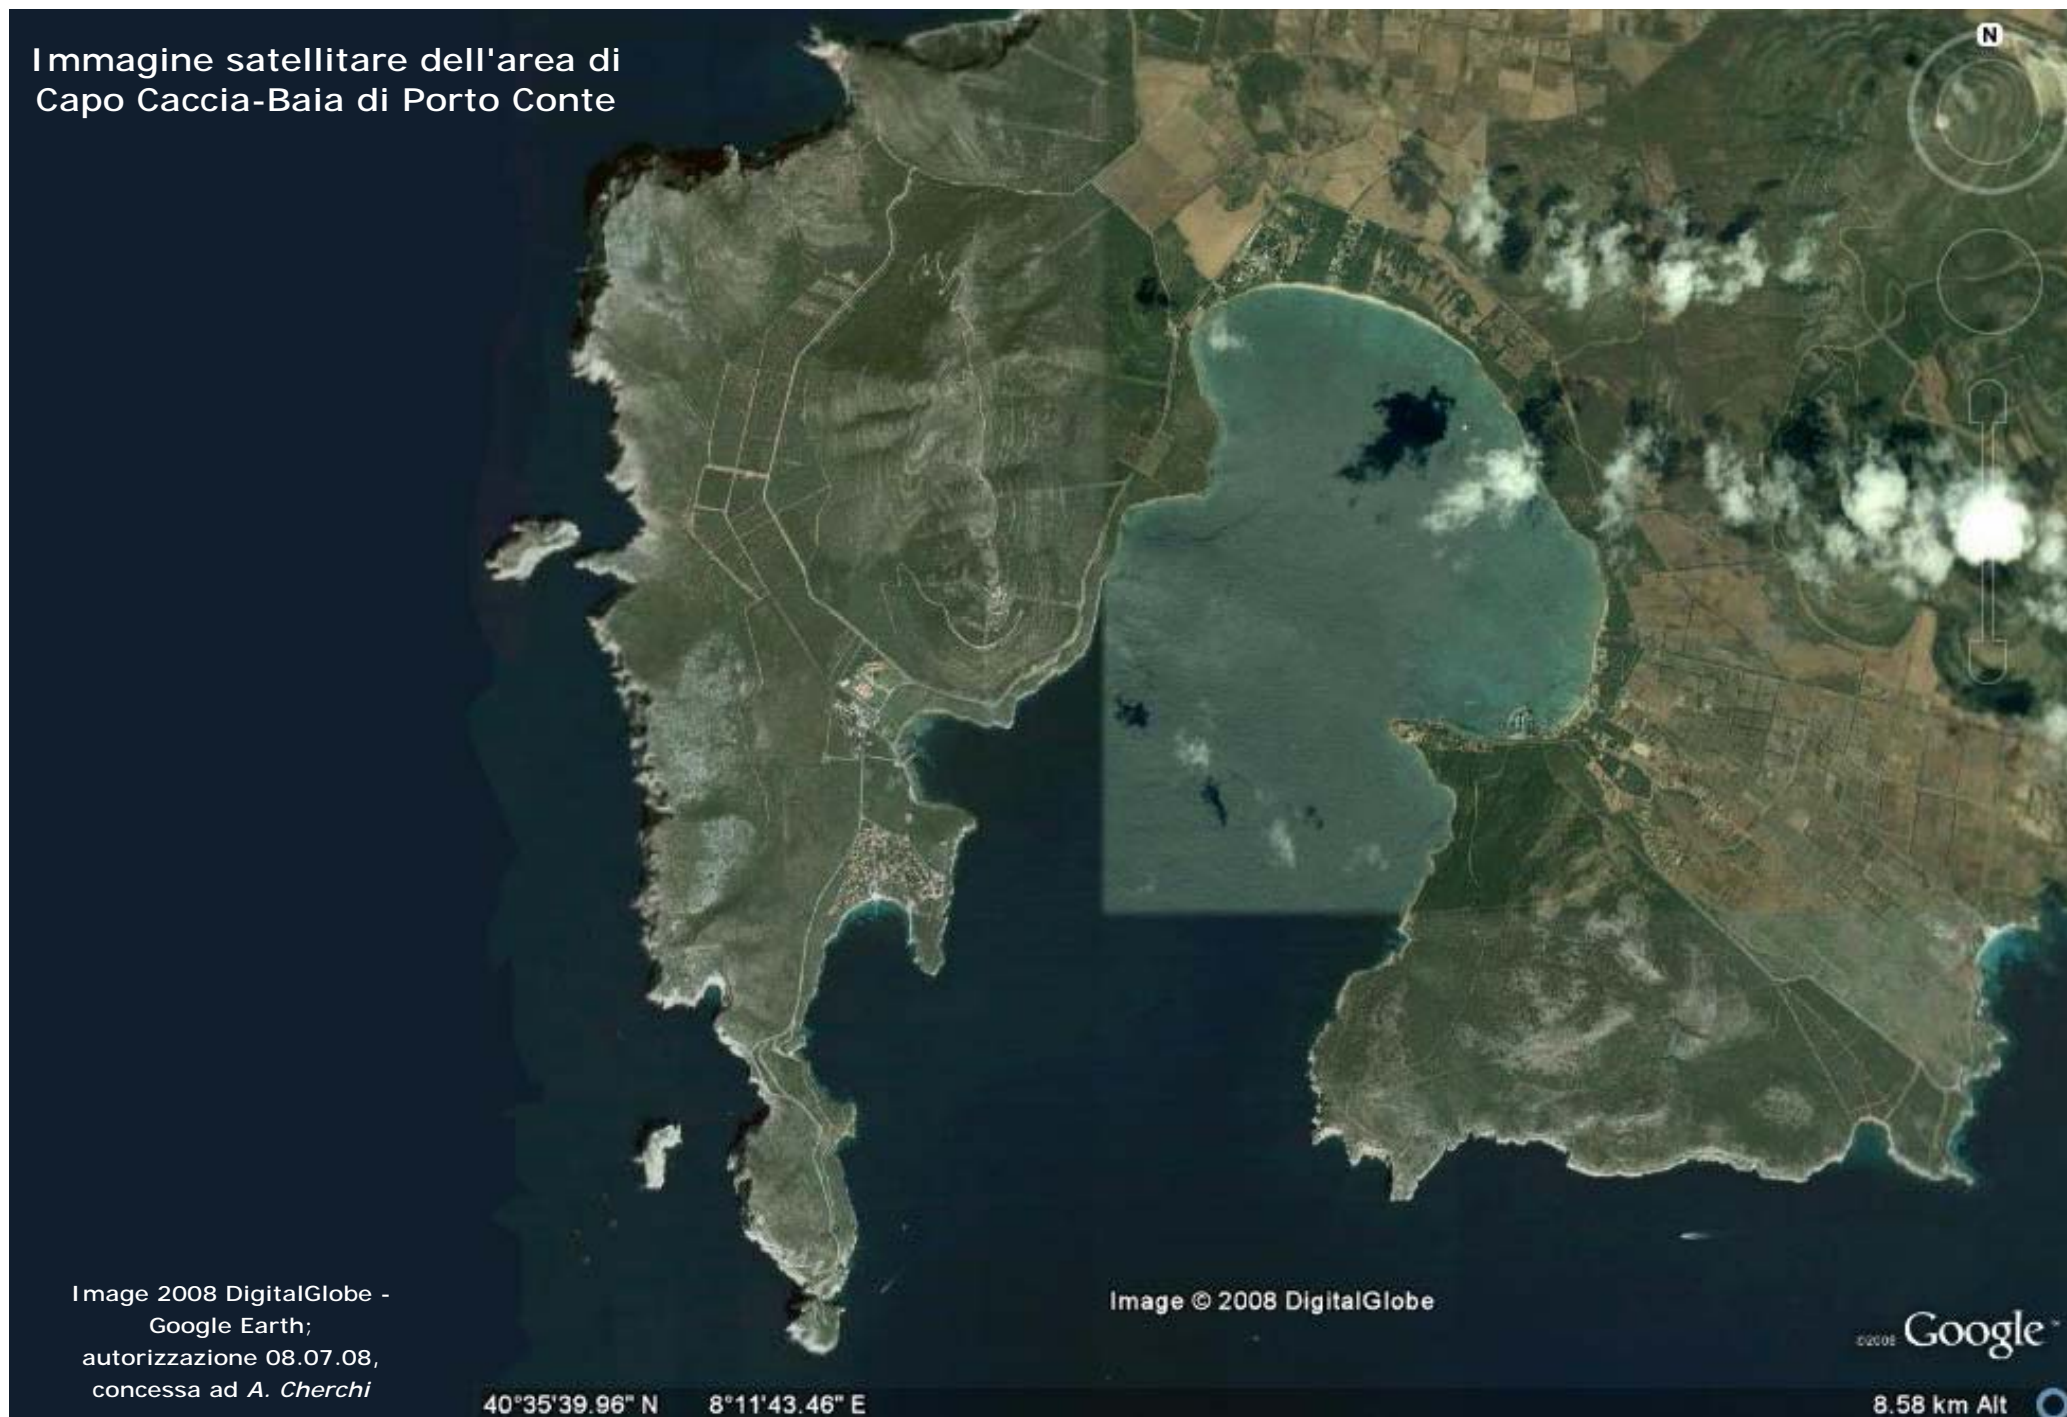 Immagine satellitare dell'area di
Capo Caccia-Baia di Porto Conte
N
Image 2008 DigitalGlobe -
Google Earth;
autorizzazione 08.07.08,
concessa ad A. Cherchi
Image © 2008 DigitalGlobe
©2008 Google™
40°35'39.96" N 8°11'43.46" E
8.58 km Alt